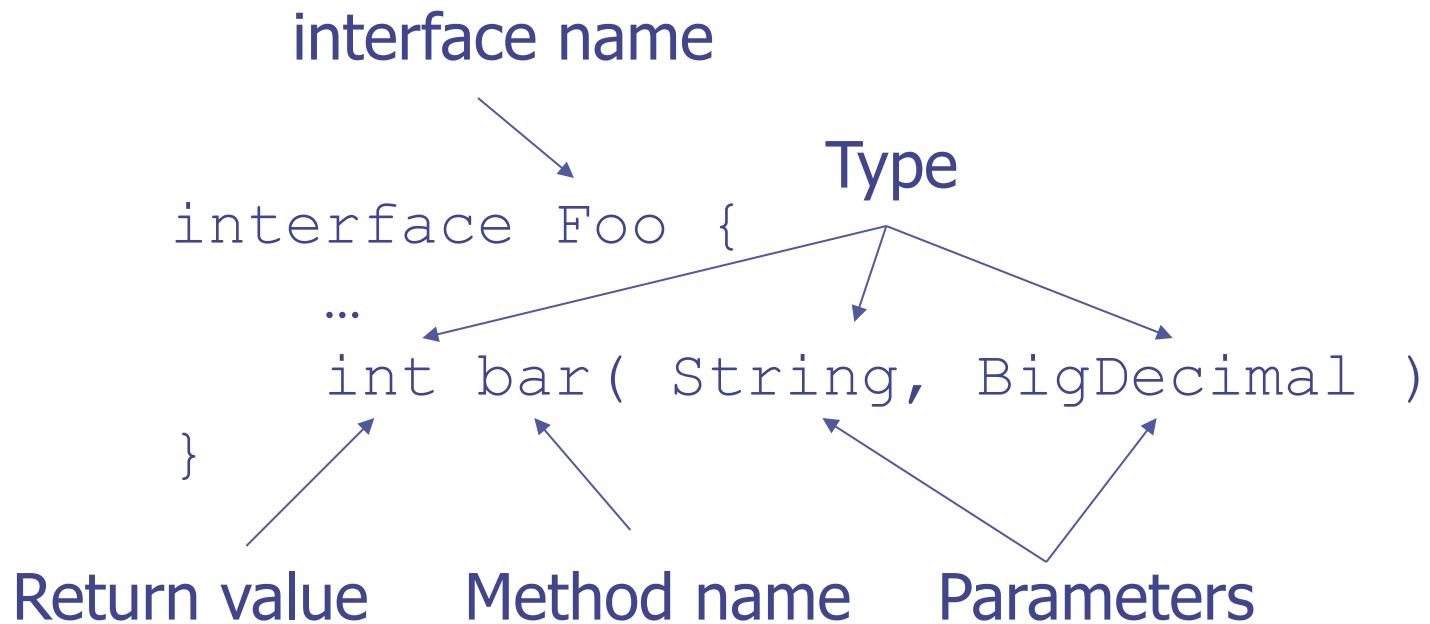 interface name
Type
interface Foo {
…
int bar( String, BigDecimal )
}
Return value Method name Parameters